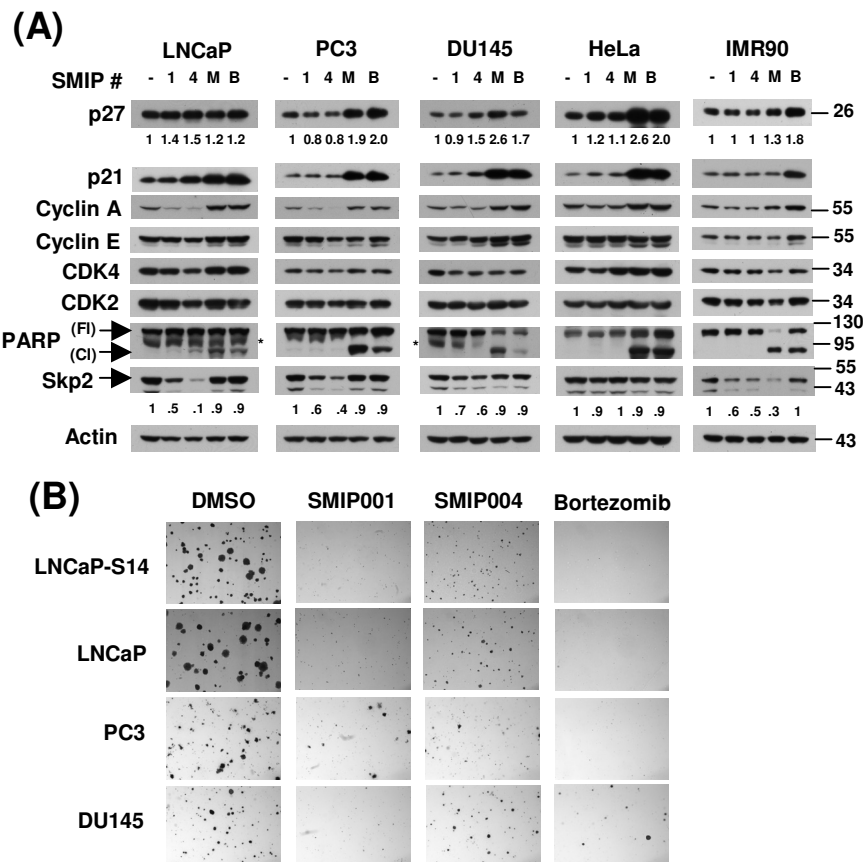 (A)
LNCaP PC3 DU145 HeLa IMR90
SMIP # - 1 4 M B - 1 4 M B - 1 4 M B - 1 4 M B - 1 4 M B
p27 26
1 1.4 1.5 1.2 1.2 1 0.8 0.8 1.9 2.0 1 0.9 1.5 2.6 1.7 1 1.2 1.1 2.6 2.0 1 1 1 1.3 1.8
p21
Cyclin A 55
Cyclin E 55
CDK4 34
CDK2 34
(Fl) 130
PARP * * 95
(Cl)
Skp2 55
43
1 .5 .1 .9 .9 1 .6 .4 .9 .9 1 .7 .6 .9 .9 1 .9 1 .9 .9 1 .6 .5 .3 1
Actin 43
(B)
DMSO SMIP001 SMIP004 Bortezomib
LNCaP-S14
LNCaP
PC3
DU145